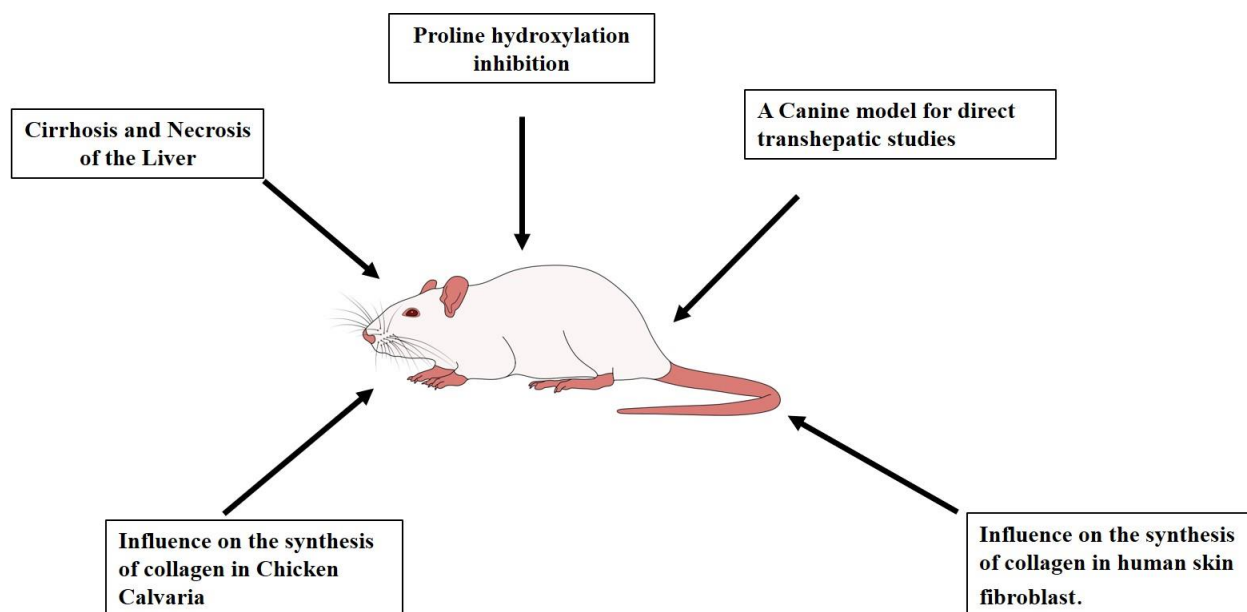 Proline hydroxylation
inhibition
Cirrhosis and Necrosis
of the Liver
A Canine model for direct
transhepatic studies
Influence on the synthesis
of collagen in Chicken
Calvaria
Influence on the synthesis
of collagen in human skin
fibroblast.